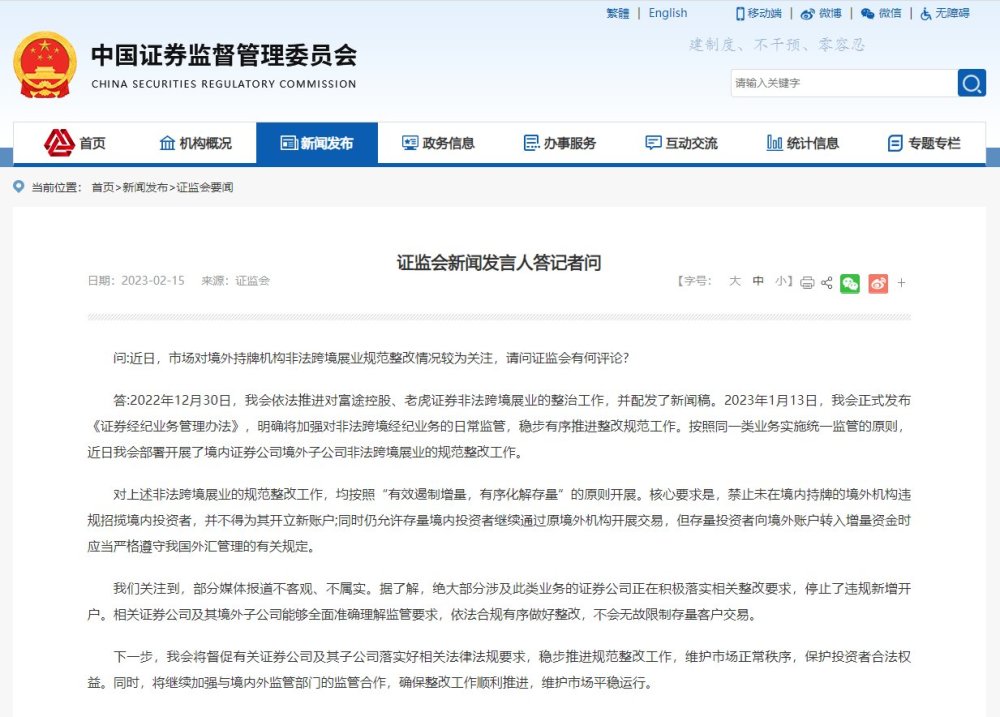 繁體 | English
移动端 | 微博 | 微信 | 无障碍
中国证券监督管理委员会
CHINA SECURITIES REGULATORY COMMISSION
建制度、不干预、零容忍
请输入关键字
首页 机构概况 新闻发布 政务信息 办事服务 互动交流 统计信息 专题专栏
当前位置： 首页>新闻发布>证监会要闻
证监会新闻发言人答记者问
日期：2023-02-15 来源：证监会 【字号： 大 中 小】
问:近日，市场对境外持牌机构非法跨境展业规范整改情况较为关注，请问证监会有何评论？
答:2022年12月30日，我会依法推进对富途控股、老虎证券非法跨境展业的整治工作，并配发了新闻稿。2023年1月13日，我会正式发布
《证券经纪业务管理办法》，明确将加强对非法跨境经纪业务的日常监管，稳步有序推进整改规范工作。按照同一类业务实施统一监管的原则，
近日我会部署开展了境内证券公司境外子公司非法跨境展业的规范整改工作。
对上述非法跨境展业的规范整改工作，均按照“有效遏制增量，有序化解存量”的原则开展。核心要求是，禁止未在境内持牌的境外机构违
规招揽境内投资者，并不得为其开立新账户;同时仍允许存量境内投资者继续通过原境外机构开展交易，但存量投资者向境外账户转入增量资金时
应当严格遵守我国外汇管理的有关规定。
我们关注到，部分媒体报道不客观、不属实。据了解，绝大部分涉及此类业务的证券公司正在积极落实相关整改要求，停止了违规新增开
户。相关证券公司及其境外子公司能够全面准确理解监管要求，依法合规有序做好整改，不会无故限制存量客户交易。
下一步，我会将督促有关证券公司及其子公司落实好相关法律法规要求，稳步推进规范整改工作，维护市场正常秩序，保护投资者合法权
益。同时，将继续加强与境内外监管部门的监管合作，确保整改工作顺利推进，维护市场平稳运行。